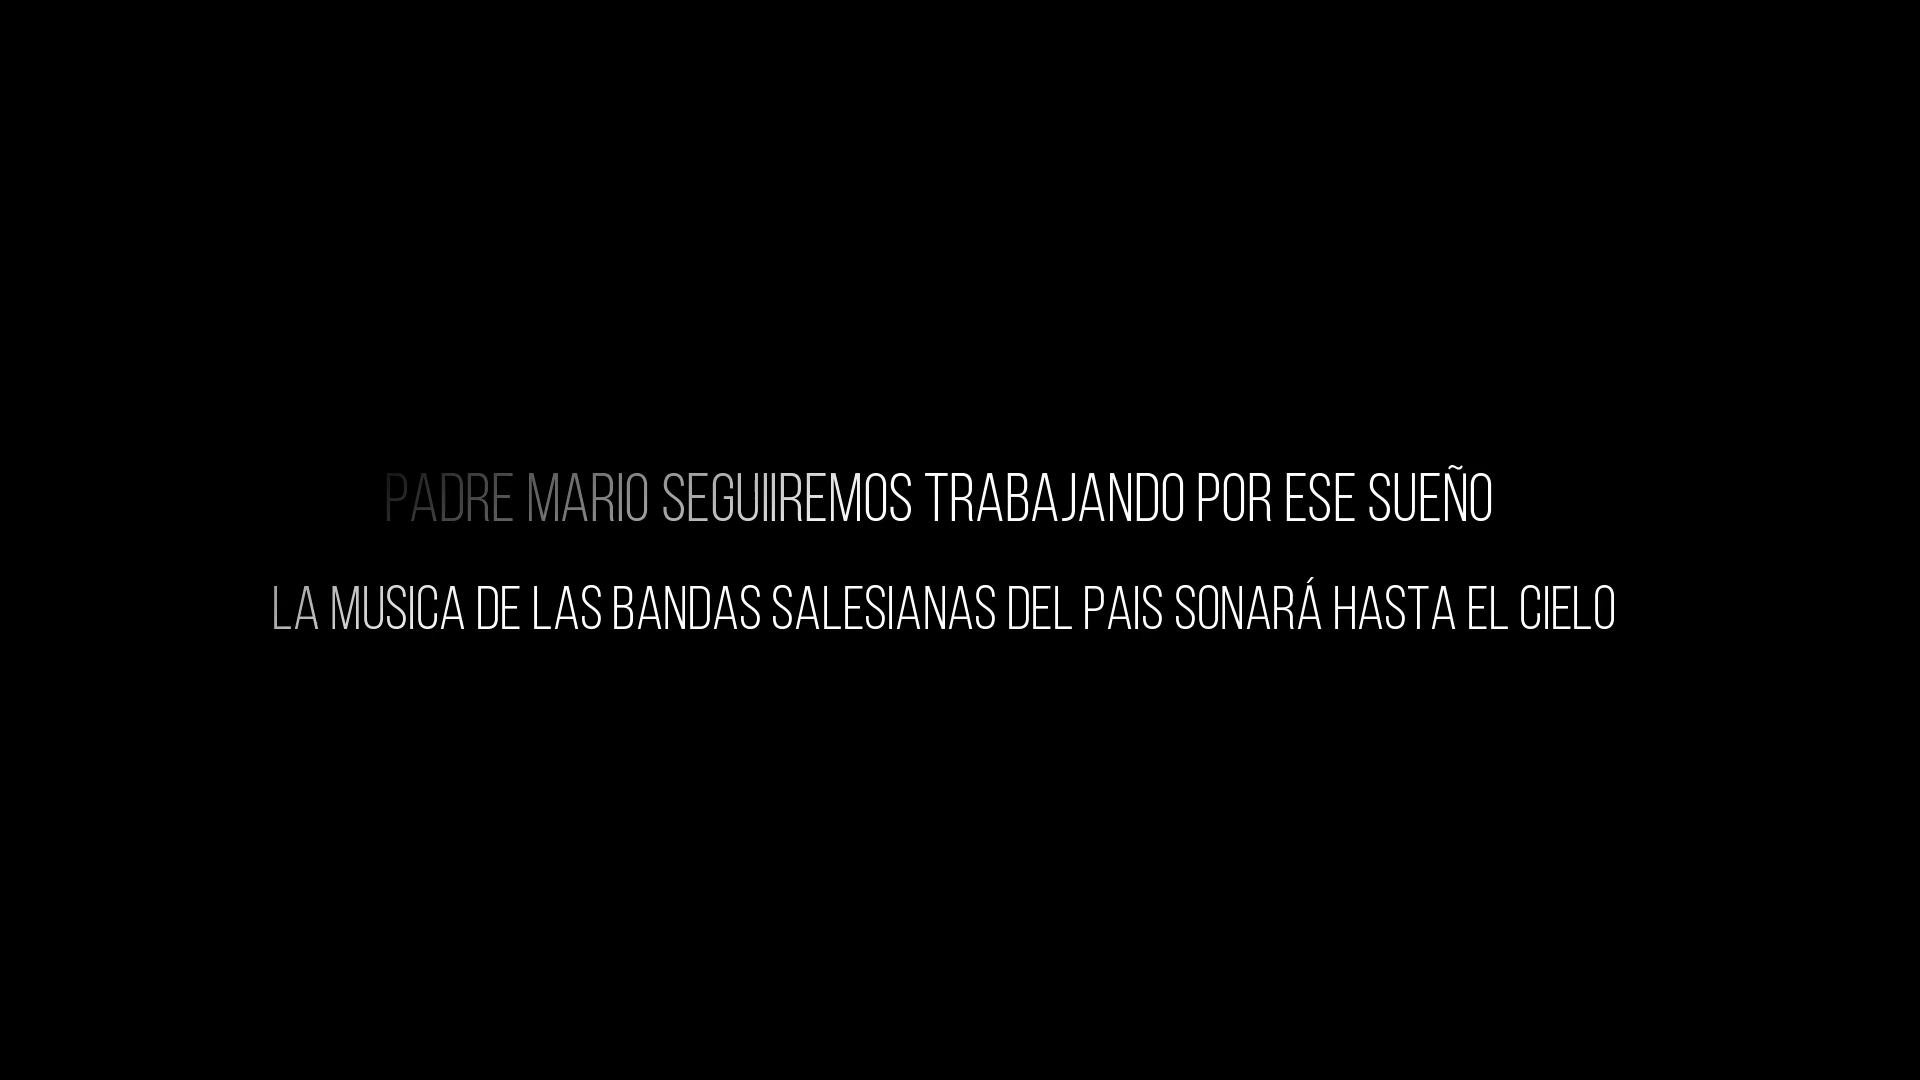 PADRE MARIO SEGUIIREMOS TRABAJANDO POR ESE SUEÑO
LA MUSICA DE LAS BANDAS SALESIANAS DEL PAIS SONARÁ HASTA EL CIELO